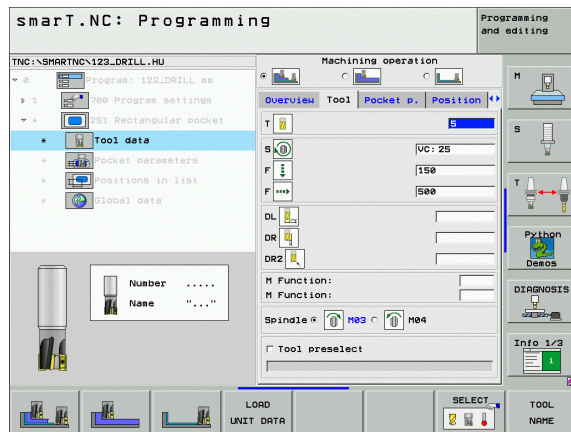 smarT.NC: Programming
Programming
and editing
TNC:\SMARTNC\123_DRILL.HU
0 Program: 123_DRILL mm
1 700 Program settings
* 251 Rectangular pocket
* Tool data
* Pocket parameters
* Positions in list
* Global data
Number .....
Name "..."
Machining operation
Overview Tool Pocket p. Position
T 5
S VC:25
F 150
F 500
DL
DR
DR2
M Function:
M Function:
Spindle M03 M04
Tool preselect
M
S
T
Python
Demos
DIAGNOSIS
Info 1/3
1
LOAD
UNIT DATA
SELECT
TOOL
NAME